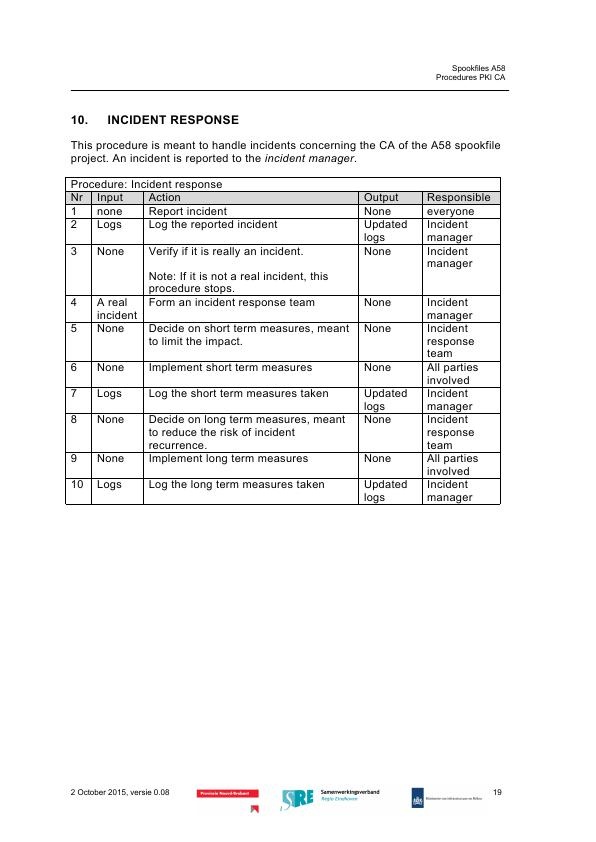 Spookfiles A58
Procedures PKI CA
10. INCIDENT RESPONSE
This procedure is meant to handle incidents concerning the CA of the A58 spookfile
project. An incident is reported to the incident manager.
Procedure: Incident response
Nr Input Action Output Responsible
1 none Report incident None everyone
2 Logs Log the reported incident Updated Incident
logs manager
3 None Verify if it is really an incident. None Incident
manager
Note: If it is not a real incident, this
procedure stops.
4 A real Form an incident response team None Incident
incident manager
5 None Decide on short term measures, meant None Incident
to limit the impact. response
team
6 None Implement short term measures None All parties
involved
7 Logs Log the short term measures taken Updated Incident
logs manager
8 None Decide on long term measures, meant None Incident
to reduce the risk of incident response
recurrence. team
9 None Implement long term measures None All parties
involved
10 Logs Log the long term measures taken Updated Incident
logs manager
2 October 2015, versie 0.08 Provincie Noord-Brabant SRE Samenwerkingsverband
Regio Eindhoven Ministerie van Infrastructuur en Milieu 19